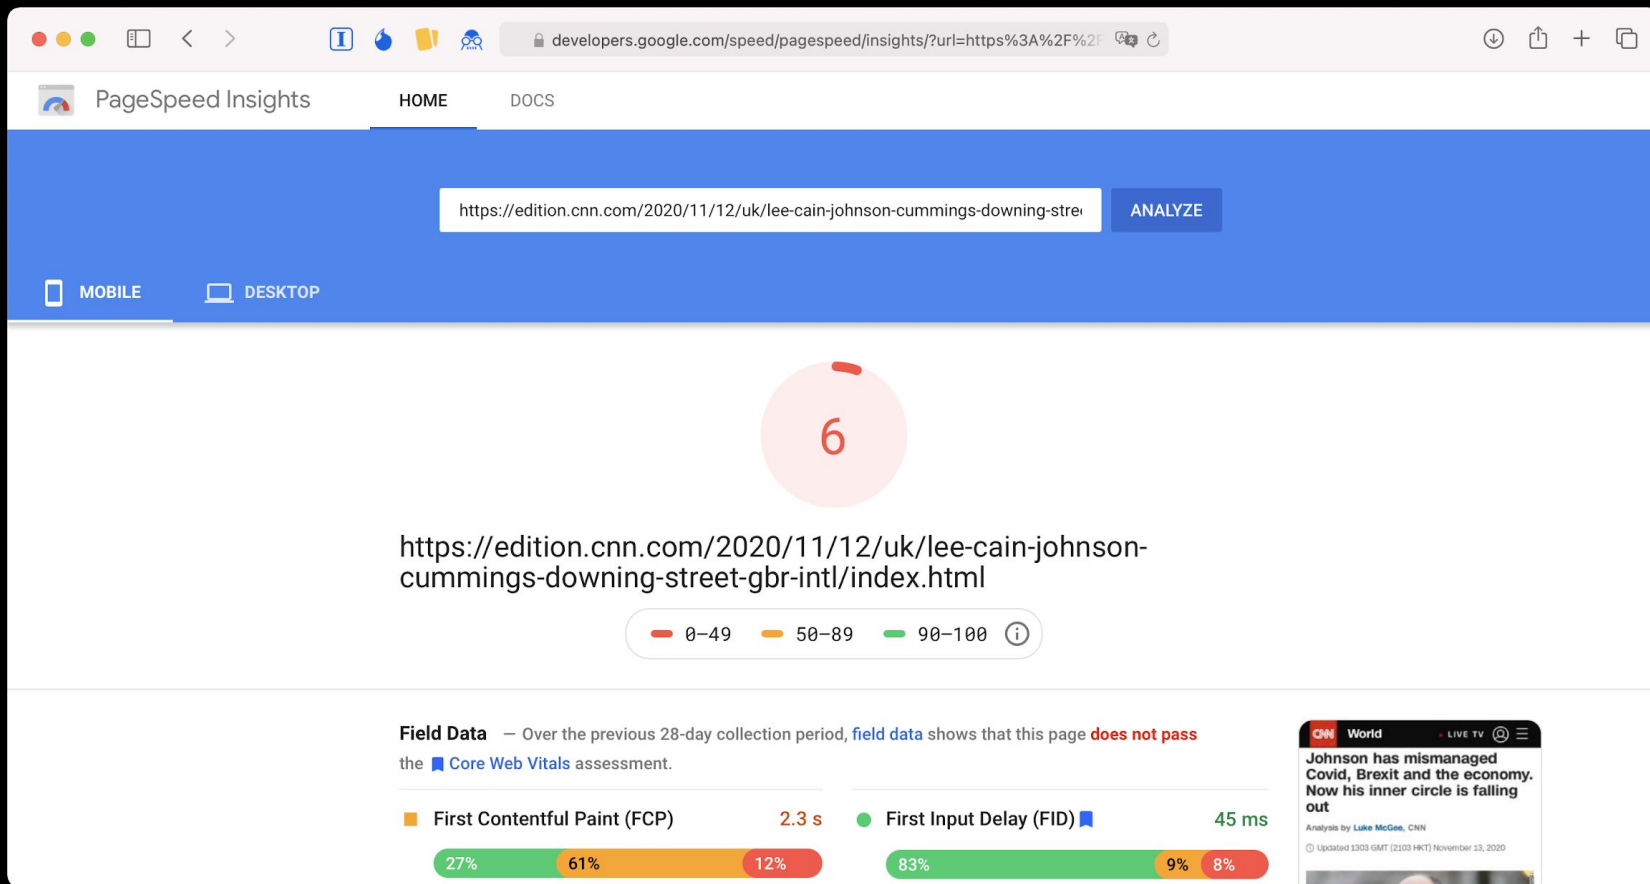 developers.google.com/speed/pagespeed/insights/?url=https%3A%2F%2F
PageSpeed Insights
HOME
DOCS
https://edition.cnn.com/2020/11/12/uk/lee-cain-johnson-cummings-downing-stre
ANALYZE
MOBILE
DESKTOP
6
https://edition.cnn.com/2020/11/12/uk/lee-cain-johnson-
cummings-downing-street-gbr-intl/index.html
0–49
50–89
90–100
Field Data — Over the previous 28-day collection period, field data shows that this page does not pass
the Core Web Vitals assessment.
First Contentful Paint (FCP) 2.3 s
27% 61% 12%
First Input Delay (FID) 45 ms
83% 9% 8%
CNN World LIVE TV
Johnson has mismanaged
Covid, Brexit and the economy.
Now his inner circle is falling
out
Analysis by Luke McGee, CNN
Updated 1303 GMT (2103 HKT) November 13, 2020